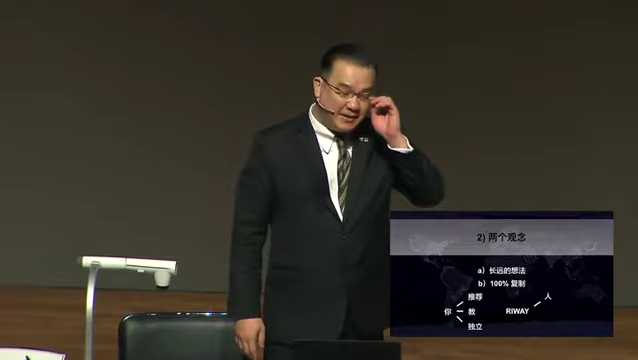 2) 两个观念
a）长远的想法
b）100% 复制
推荐 人
你 教 RIWAY
独立